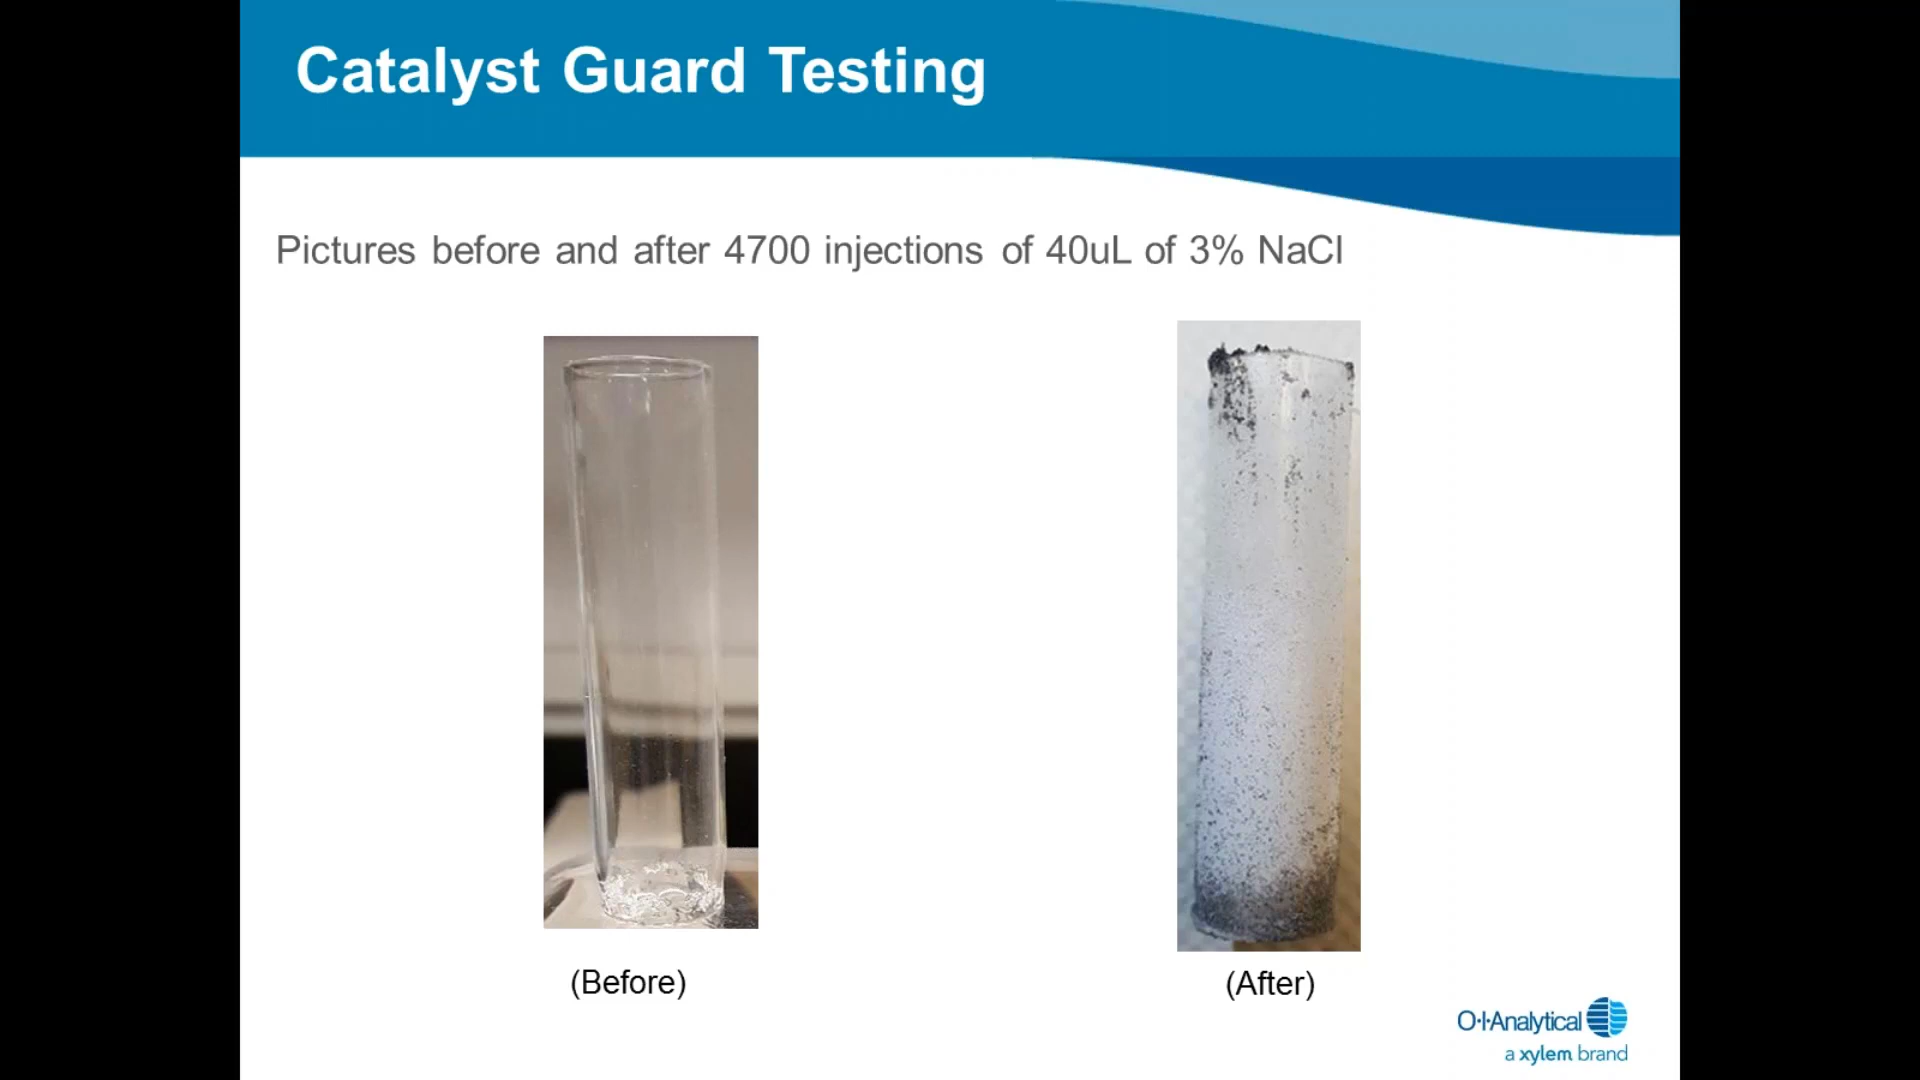 Catalyst Guard Testing
Pictures before and after 4700 injections of 40uL of 3% NaCl
(Before)
(After)
O·I·Analytical
a xylem brand